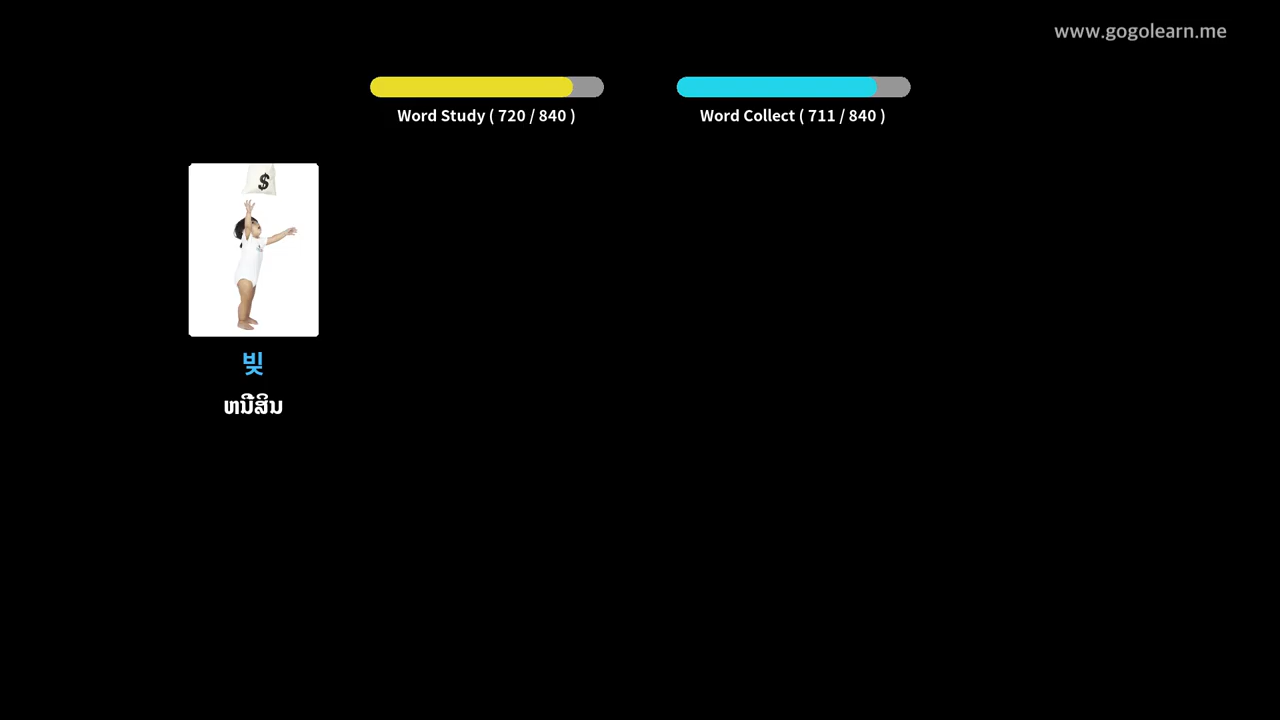 www.gogolearn.me
Word Study ( 720 / 840 )
Word Collect ( 711 / 840 )
$
빚
ຫນີ້ສິນ